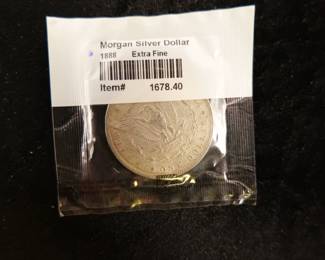 Morgan Silver Dollar
1888 Extra Fine
Item# 1678.40